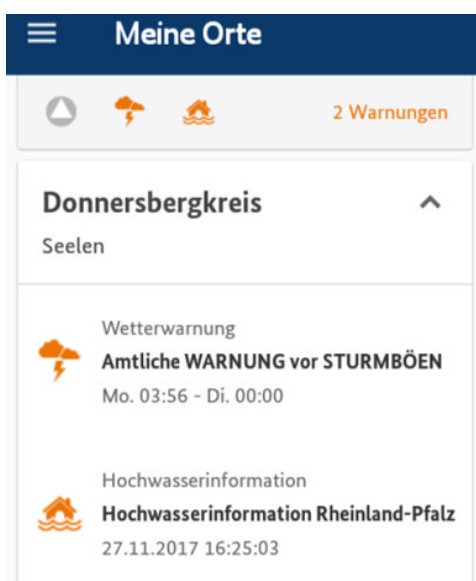 Meine Orte
2 Warnungen
Donnersbergkreis
Seelen
Wetterwarnung
Amtliche WARNUNG vor STURMBÖEN
Mo. 03:56 - Di. 00:00
Hochwasserinformation
Hochwasserinformation Rheinland-Pfalz
27.11.2017 16:25:03